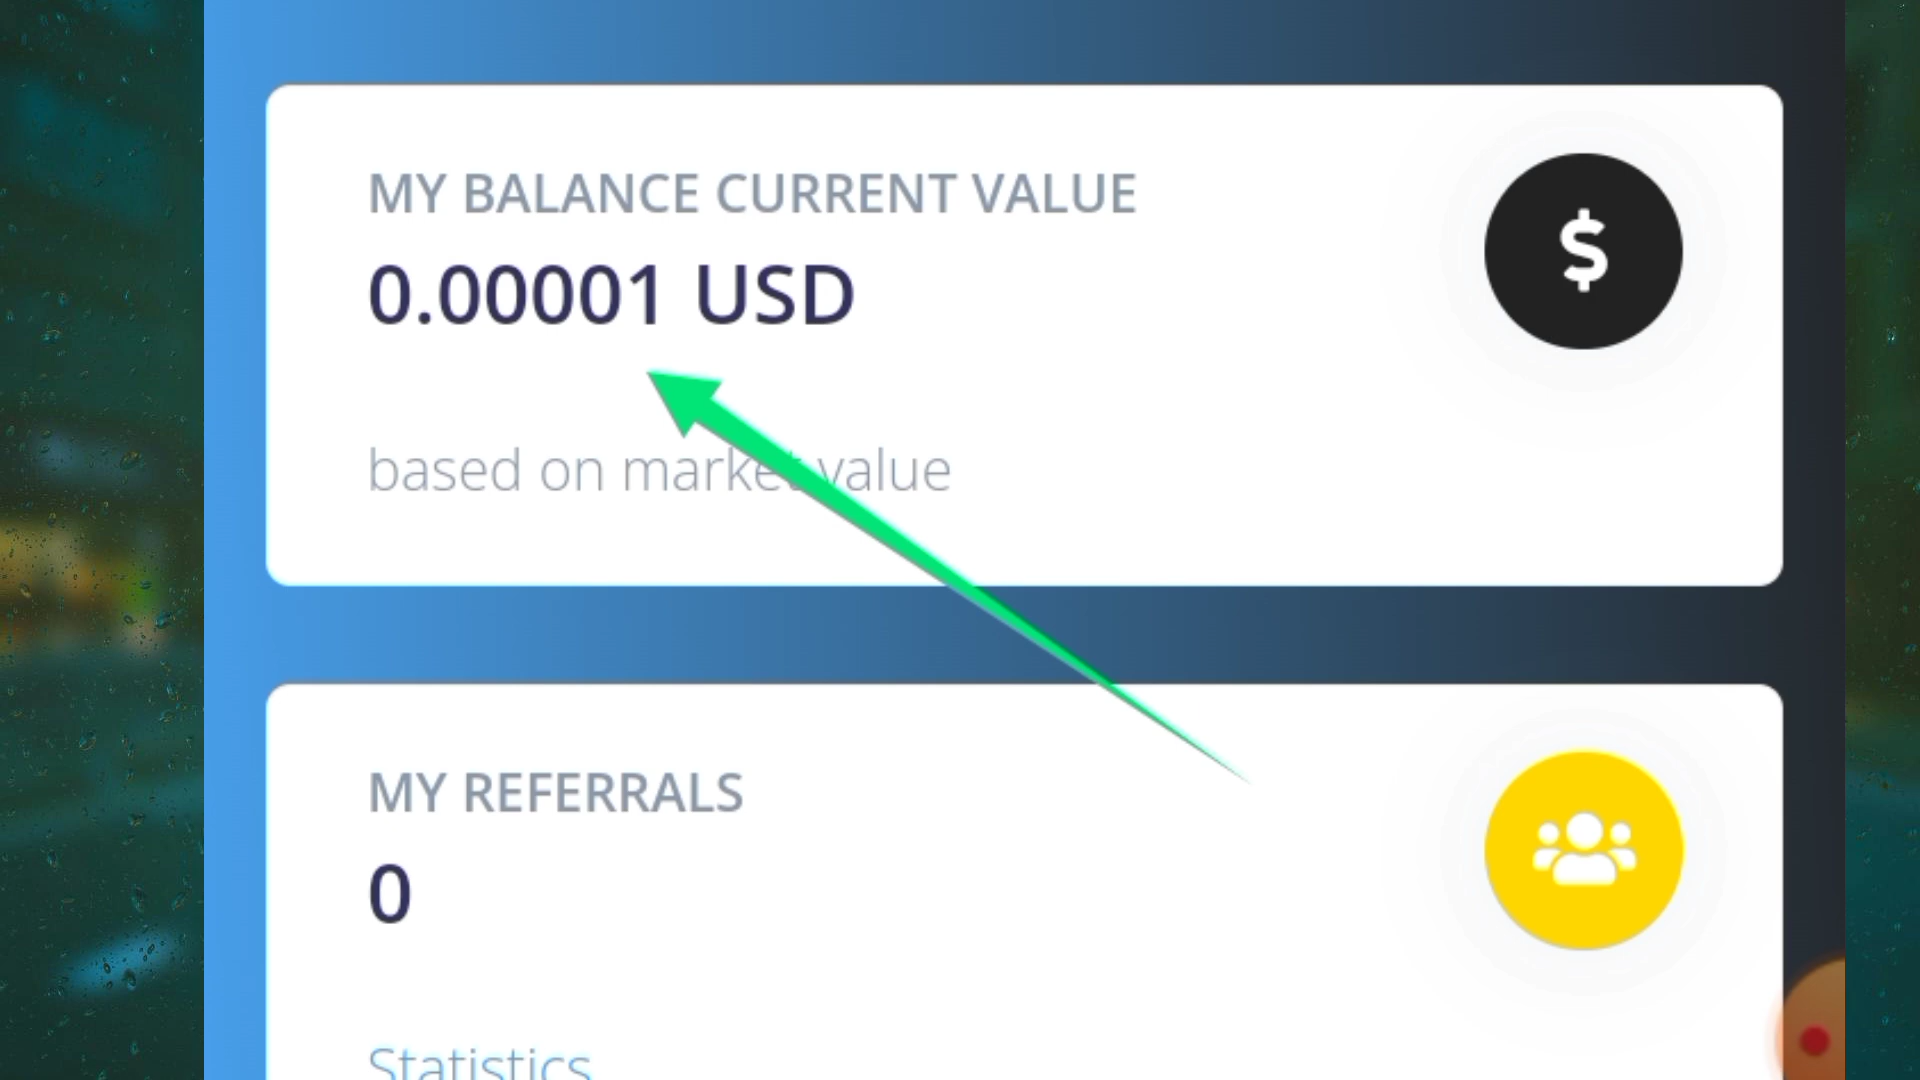 MY BALANCE CURRENT VALUE
0.00001 USD
$
based on market value
MY REFERRALS
0
Statistics